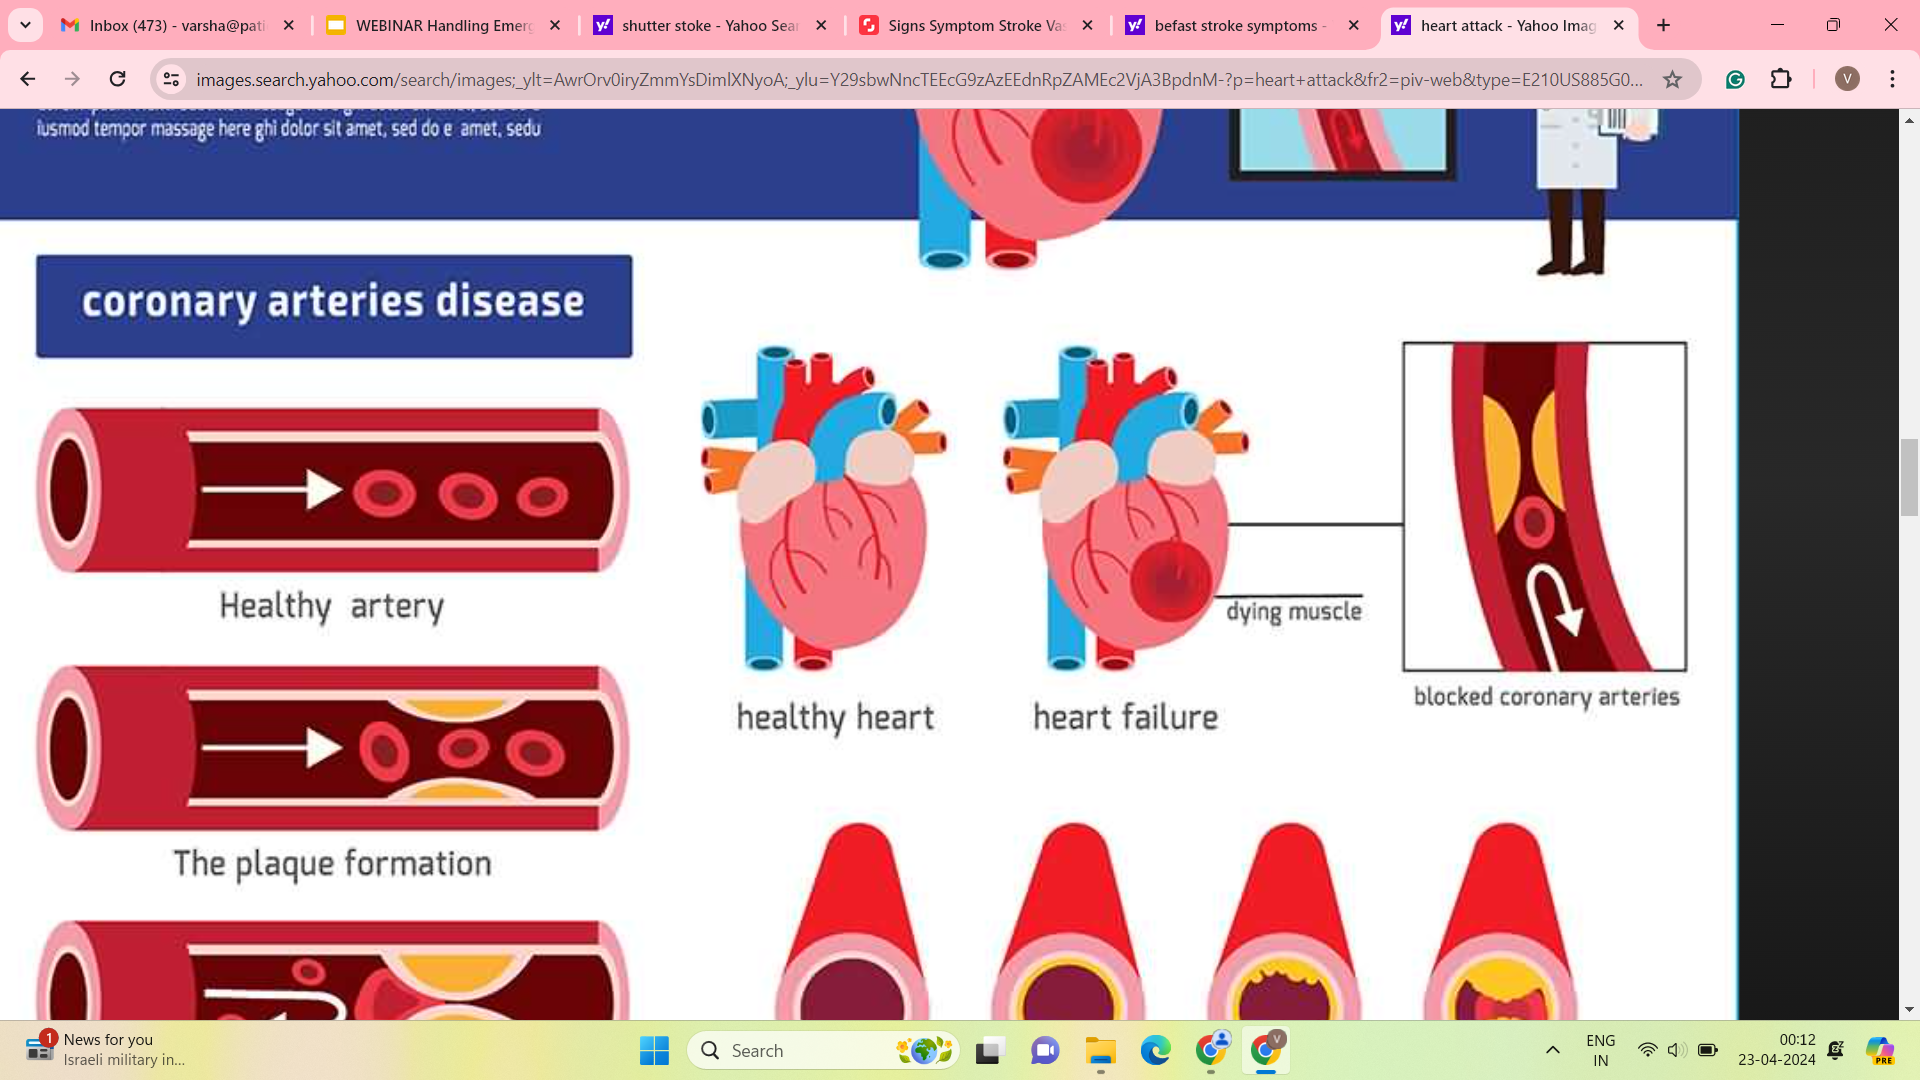 Inbox (473) - varsha@pati
WEBINAR Handling Emerg
shutter stoke - Yahoo Sear
Signs Symptom Stroke Vas
befast stroke symptoms -
heart attack - Yahoo Imag
images.search.yahoo.com/search/images;_ylt=AwrOrv0iryZmmYsDimlXNyoA;_ylu=Y29sbwNncTEEcG9zAzEEdnRpZAMEc2VjA3BpdnM-?p=heart+attack&fr2=piv-web&type=E210US885G0...
V
iusmod tempor massage here ghi dolor sit amet, sed do e amet, sedu
coronary arteries disease
Healthy artery
dying muscle
blocked coronary arteries
healthy heart
heart failure
The plaque formation
1
News for you
Israeli military in...
Search
V
PRE
ENG
IN
00:12
23-04-2024